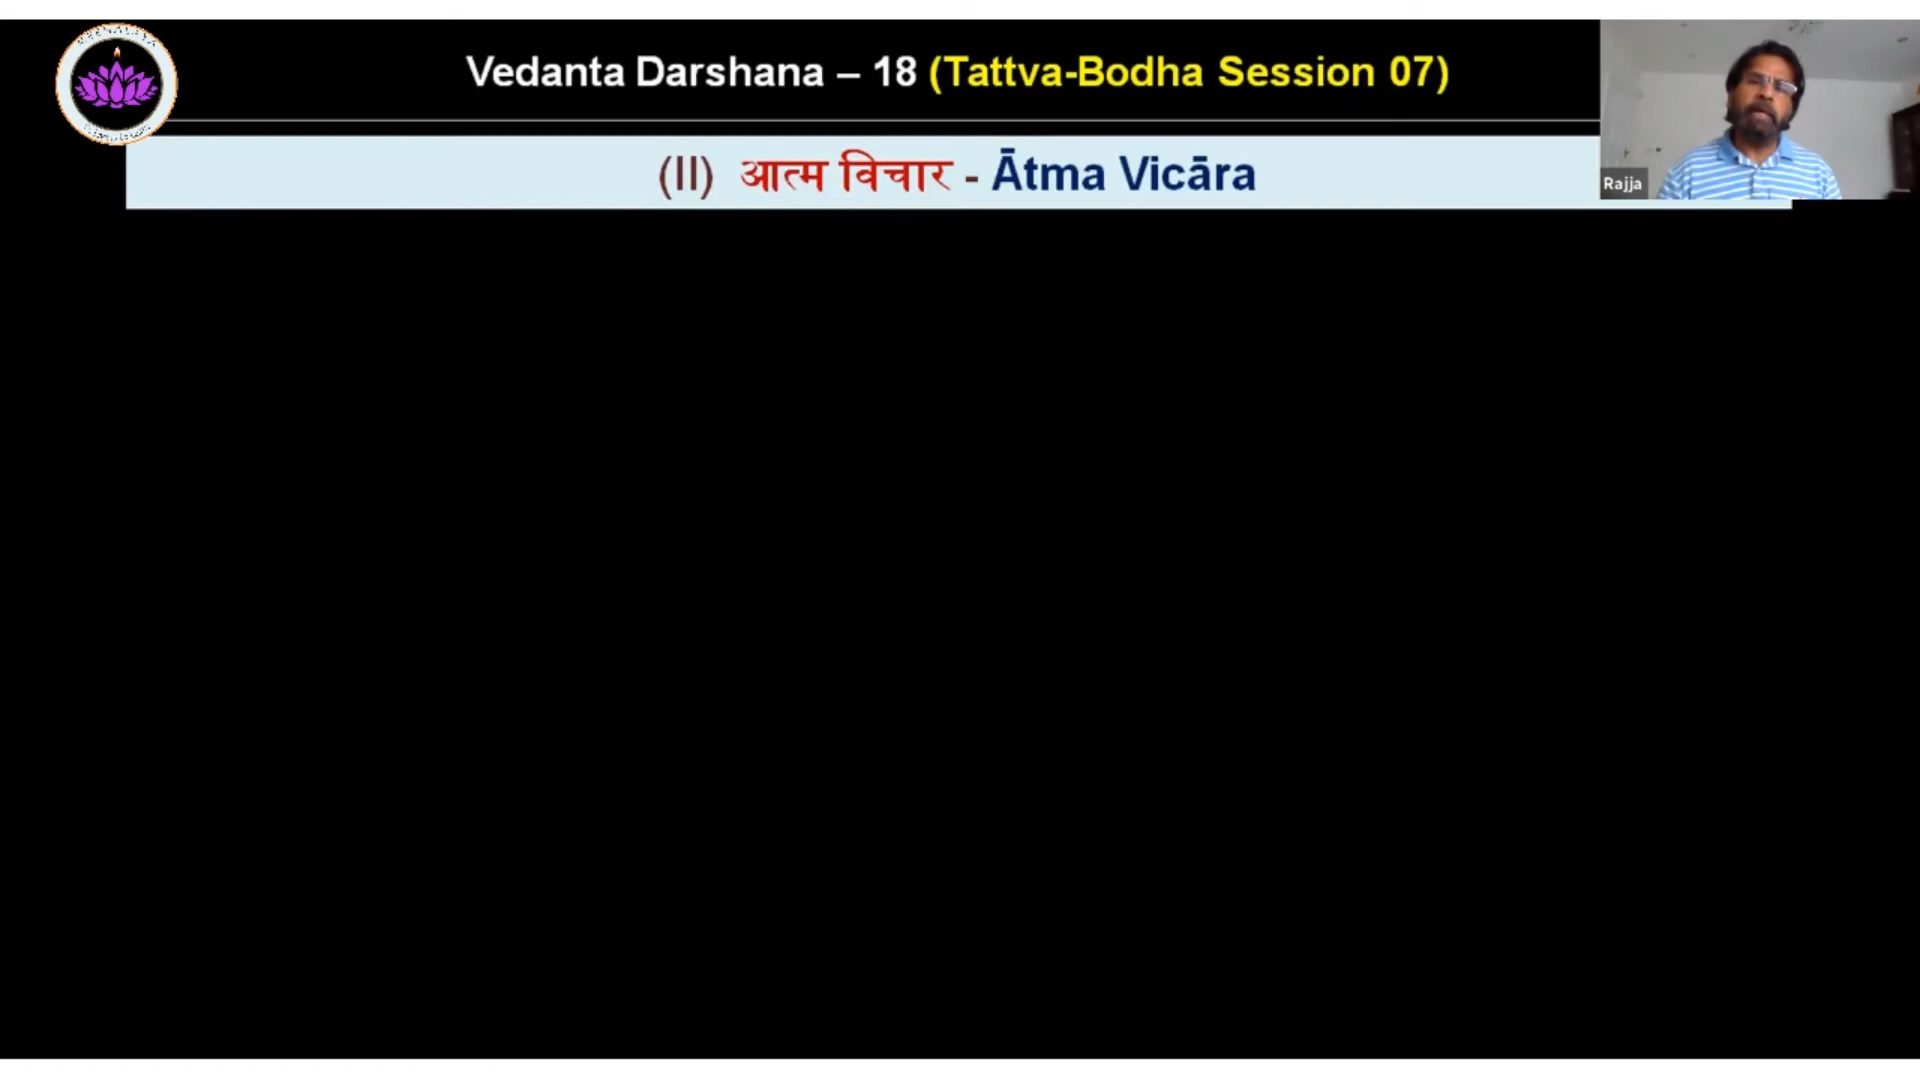 Vedanta Darshana – 18 (Tattva-Bodha Session 07)
(II) आत्म विचार - Ātma Vicāra
Rajja